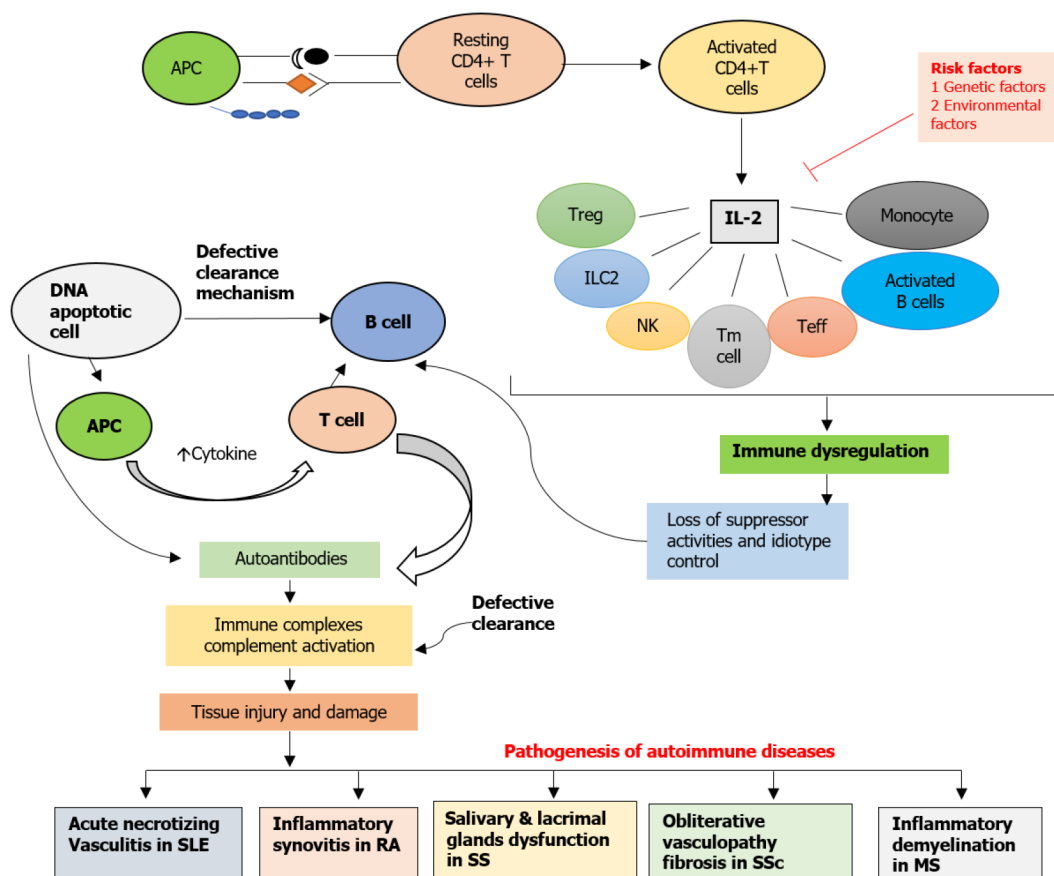 APC
Resting
CD4+ T
cells
Activated
CD4+T
cells
Risk factors
1 Genetic factors
2 Environmental
factors
Treg
IL-2
Monocyte
ILC2
Activated
B cells
NK
Tm
cell
Teff
Defective
clearance
mechanism
DNA
apoptotic
cell
B cell
APC
T cell
↑Cytokine
Immune dysregulation
Loss of suppressor
activities and idiotype
control
Autoantibodies
Defective
clearance
Immune complexes
complement activation
Tissue injury and damage
Pathogenesis of autoimmune diseases
Acute necrotizing
Vasculitis in SLE
Inflammatory
synovitis in RA
Salivary & lacrimal
glands dysfunction
in SS
Obliterative
vasculopathy
fibrosis in SSc
Inflammatory
demyelination
in MS